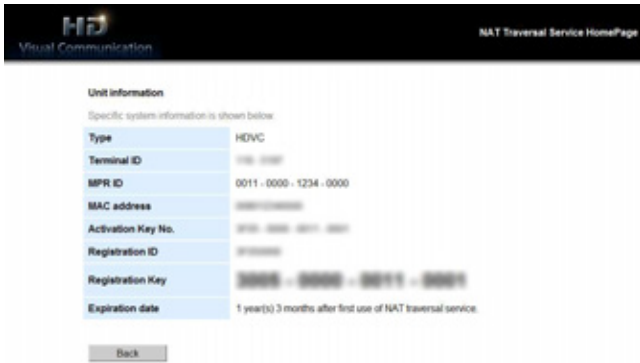 HD
Visual Communication
NAT Traversal Service HomePage
Unit information
Specific system information is shown below
Type HDVC
Terminal ID
MPR ID 0011 - 0000 - 1234 - 0000
MAC address
Activation Key No.
Registration ID
Registration Key
Expiration date 1 year(s) 3 months after first use of NAT traversal service.
Back